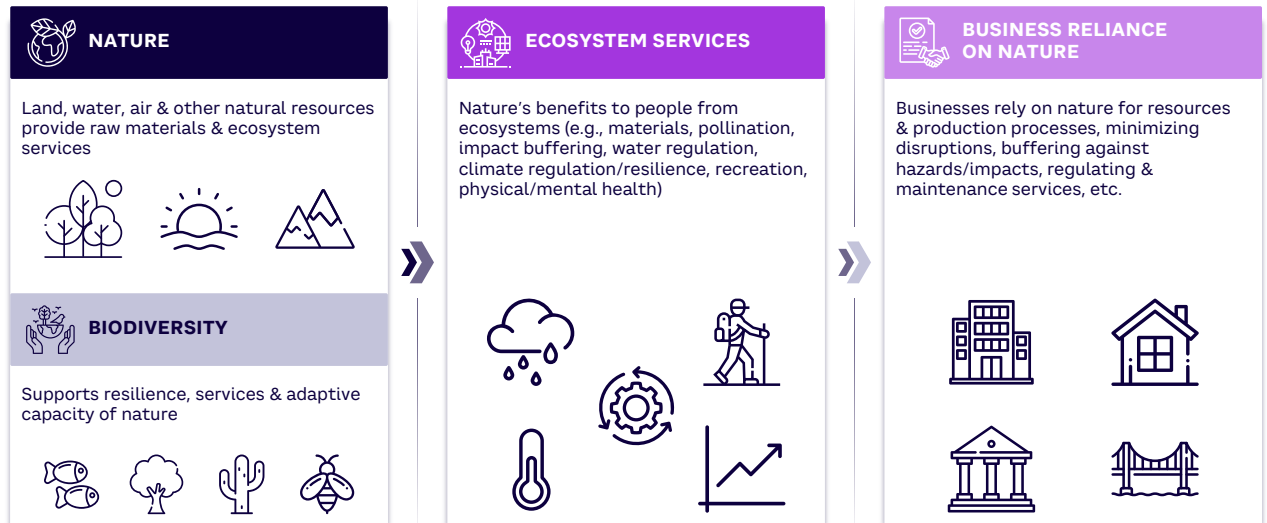 NATURE
Land, water, air & other natural resources
provide raw materials & ecosystem
services
BIODIVERSITY
Supports resilience, services & adaptive
capacity of nature
ECOSYSTEM SERVICES
Nature’s benefits to people from
ecosystems (e.g., materials, pollination,
impact buffering, water regulation,
climate regulation/resilience, recreation,
physical/mental health)
BUSINESS RELIANCE
ON NATURE
Businesses rely on nature for resources
& production processes, minimizing
disruptions, buffering against
hazards/impacts, regulating &
maintenance services, etc.